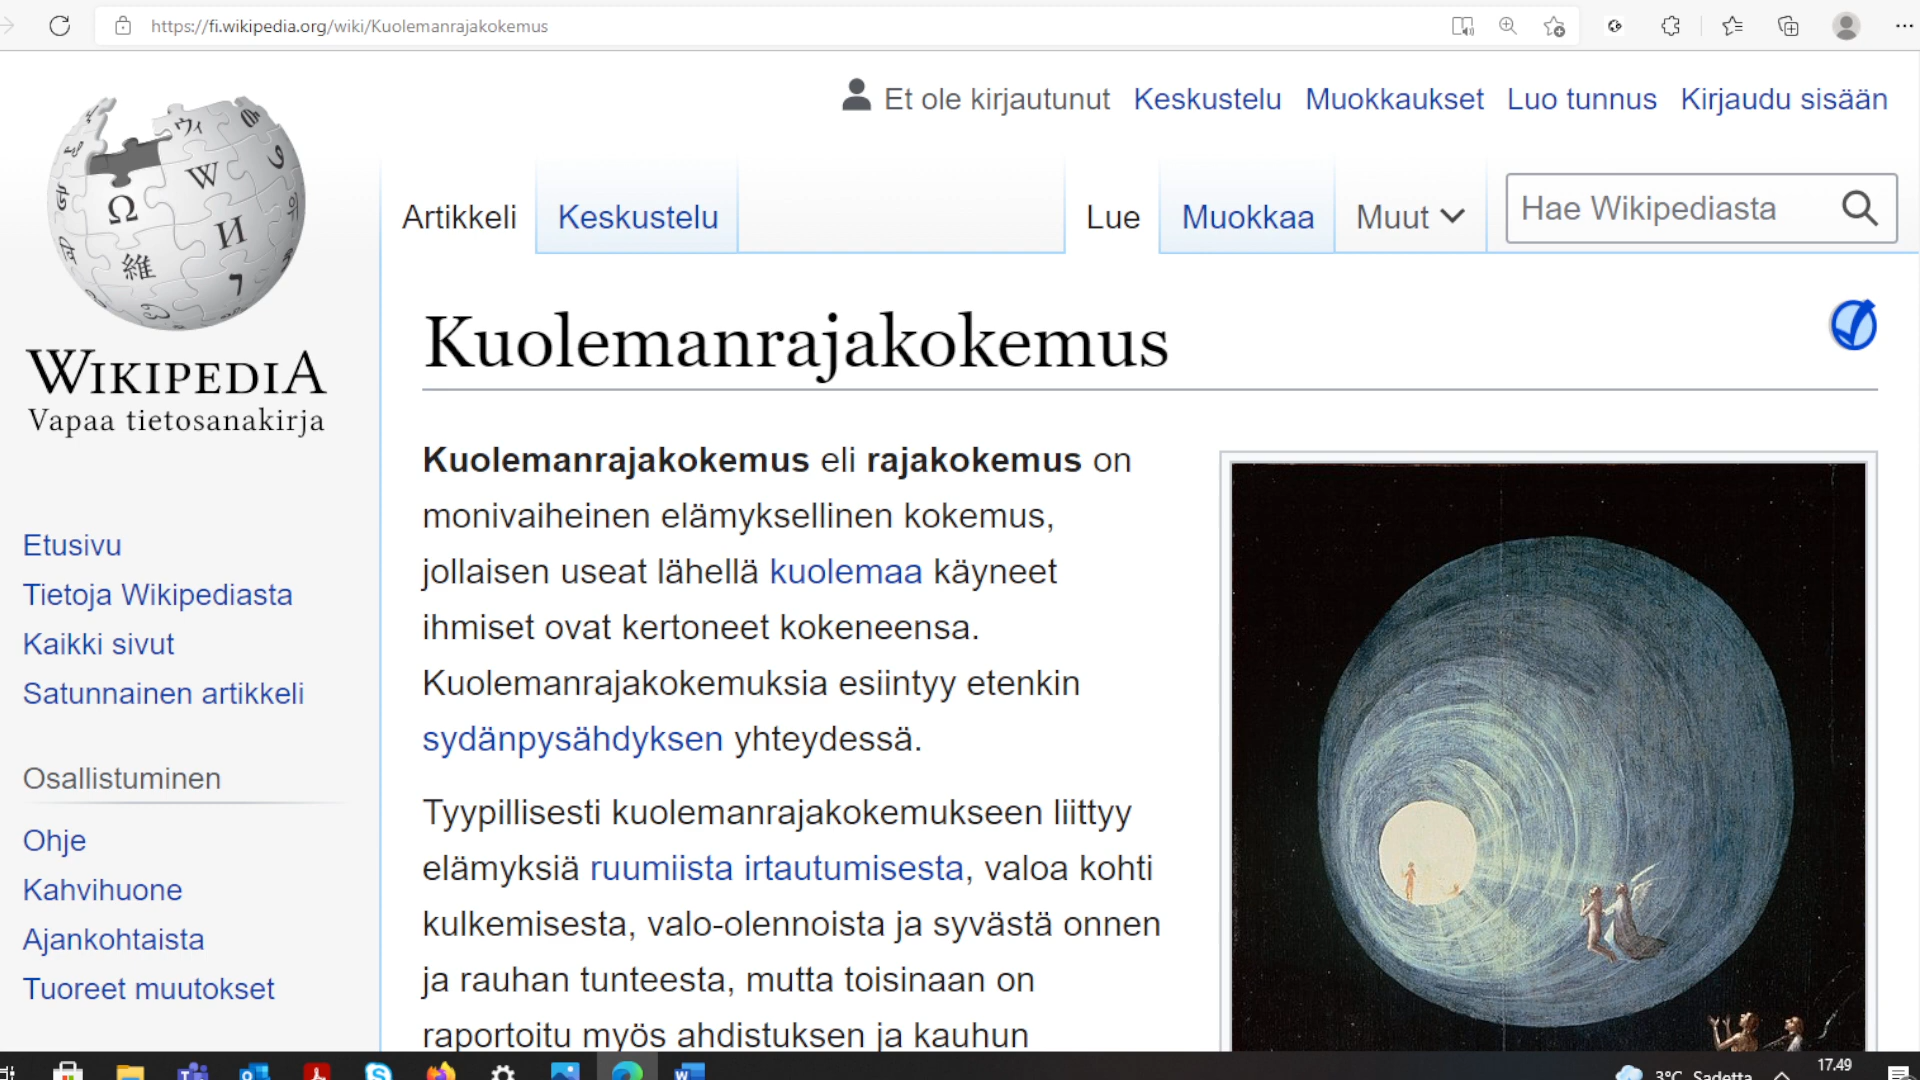 https://fi.wikipedia.org/wiki/Kuolemanrajakokemus
Et ole kirjautunut Keskustelu Muokkaukset Luo tunnus Kirjaudu sisään
Artikkeli Keskustelu Lue Muokkaa Muut Hae Wikipediasta
WIKIPEDIA
Vapaa tietosanakirja
Etusivu
Tietoja Wikipediasta
Kaikki sivut
Satunnainen artikkeli
Osallistuminen
Ohje
Kahvihuone
Ajankohtaista
Tuoreet muutokset
Kuolemanrajakokemus
Kuolemanrajakokemus eli rajakokemus on
monivaiheinen elämyksellinen kokemus,
jollaisen useat lähellä kuolemaa käyneet
ihmiset ovat kertoneet kokeneensa.
Kuolemanrajakokemuksia esiintyy etenkin
sydänpysähdyksen yhteydessä.
Tyypillisesti kuolemanrajakokemukseen liittyy
elämyksiä ruumiista irtautumisesta, valoa kohti
kulkemisesta, valo-olennoista ja syvästä onnen
ja rauhan tunteesta, mutta toisinaan on
raportoitu myös ahdistuksen ja kauhun
3°C Sadetta
17.49